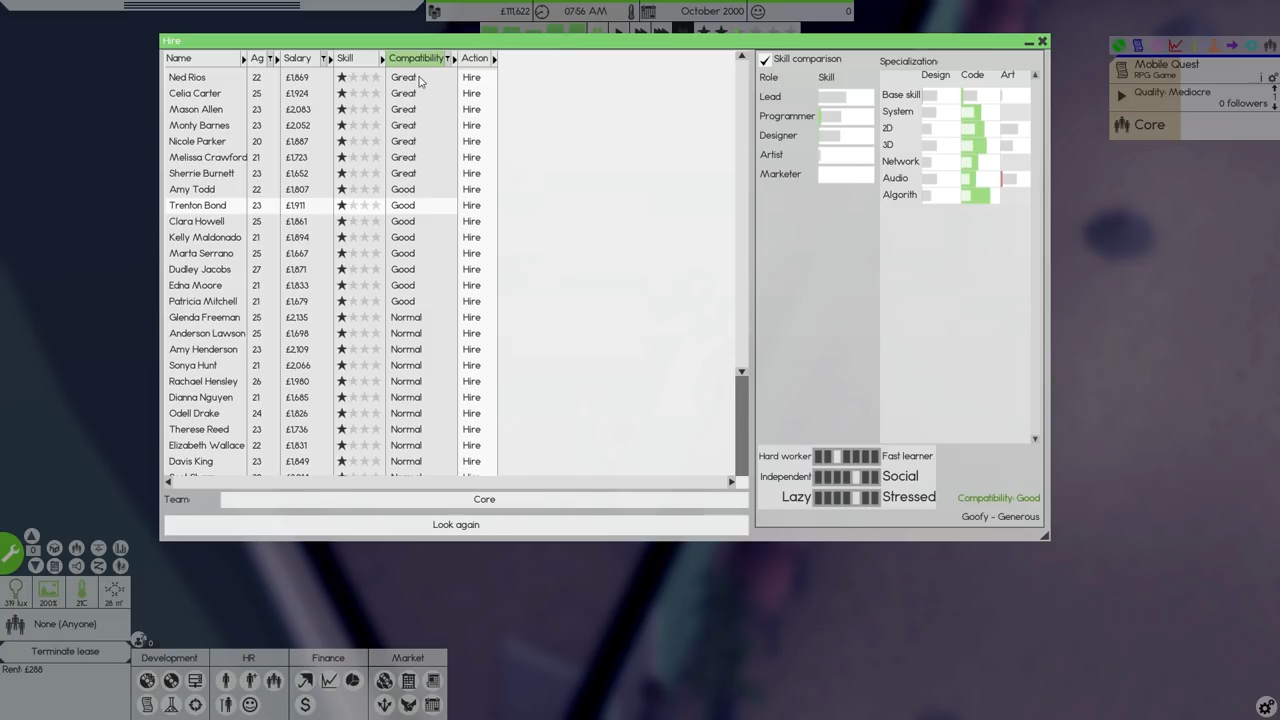 £111,622 07:56 AM October 2000 0
Hire
Name Ag Salary Skill Compatibility Action
Ned Rios 22 £1,869 Great Hire
Celia Carter 25 £1,924 Great Hire
Mason Allen 23 £2,083 Great Hire
Monty Barnes 23 £2,052 Great Hire
Nicole Parker 20 £1,887 Great Hire
Melissa Crawford 21 £1,723 Great Hire
Sherrie Burnett 23 £1,652 Great Hire
Amy Todd 22 £1,807 Good Hire
Trenton Bond 23 £1,911 Good Hire
Clara Howell 25 £1,861 Good Hire
Kelly Maldonado 21 £1,894 Good Hire
Marta Serrano 25 £1,667 Good Hire
Dudley Jacobs 27 £1,871 Good Hire
Edna Moore 21 £1,833 Good Hire
Patricia Mitchell 21 £1,679 Good Hire
Glenda Freeman 25 £2,135 Normal Hire
Anderson Lawson 25 £1,698 Normal Hire
Amy Henderson 23 £2,109 Normal Hire
Sonya Hunt 21 £2,066 Normal Hire
Rachael Hensley 26 £1,980 Normal Hire
Dianna Nguyen 21 £1,685 Normal Hire
Odell Drake 24 £1,826 Normal Hire
Therese Reed 23 £1,736 Normal Hire
Elizabeth Wallace 22 £1,831 Normal Hire
Davis King 23 £1,849 Normal Hire
Team: Core
Look again
Skill comparison
Role Skill
Lead
Programmer
Designer
Artist
Marketer
Specialization:
Design Code Art
Base skill
System
2D
3D
Network
Audio
Algorith
Hard worker Fast learner
Independent Social
Lazy Stressed
Compatibility: Good
Goofy - Generous
Mobile Quest
RPG Game
Quality: Mediocre 1
0 followers
Core
0
319 lux 200% 21C 28 m²
None (Anyone)
0
Terminate lease
Rent: £288
Development HR Finance Market